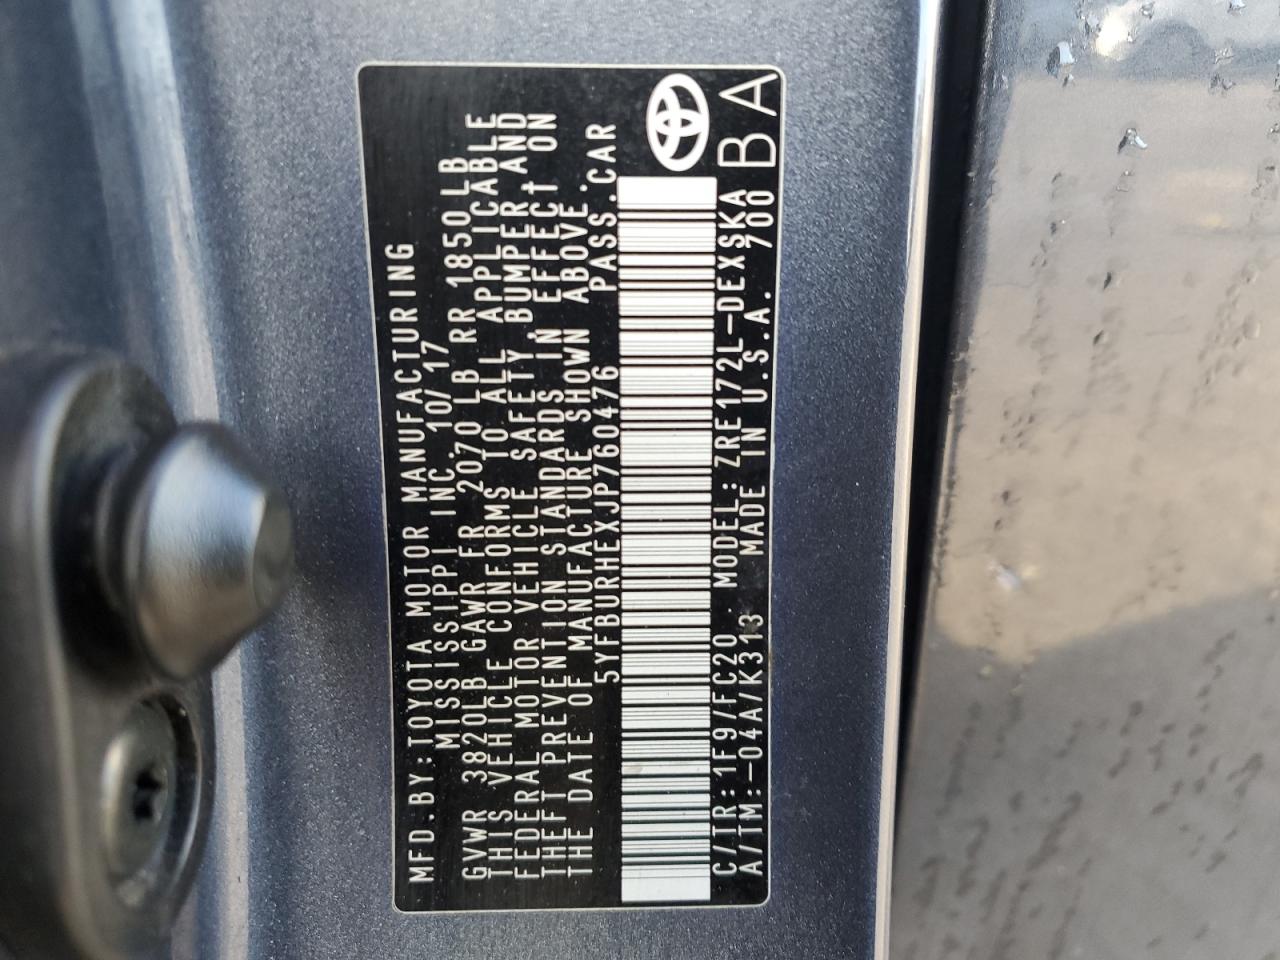 MFD.BY:TOYOTA MOTOR MANUFACTURING
MISSISSIPPI INC. 10/17
GVWR 3820LB GAWR FR 2070 LB RR 1850 LB
THIS VEHICLE CONFORMS TO ALL APPLICABLE
FEDERAL MOTOR VEHICLE SAFETY,BUMPER,AND
THEFT PREVENTION STANDARDS IN EFFECT ON
THE DATE OF MANUFACTURE SHOWN ABOVE.
5YFBURHEXJP760476 PASS.CAR
C/TR:1F9/FC20 MODEL:ZRE172L-DEXSKA
A/TM:-04A/K313 MADE IN U.S.A. 700
BA